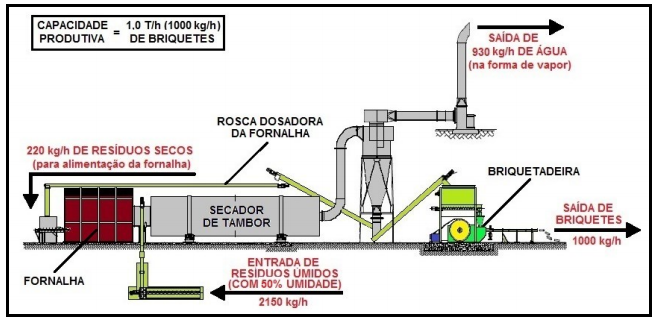 CAPACIDADE
PRODUTIVA
=
1,0 T/h (1000 kg/h)
DE BRIQUETES
SAÍDA DE
930 kg/h DE ÁGUA
(na forma de vapor)
ROSCA DOSADORA
DA FORNALHA
220 kg/h DE RESÍDUOS SECOS
(para alimentação da fornalha)
BRIQUETADEIRA
SECADOR
DE TAMBOR
SAÍDA DE
BRIQUETES
1000 kg/h
FORNALHA
ENTRADA DE
RESÍDUOS ÚMIDOS
(COM 50% UMIDADE)
2150 kg/h